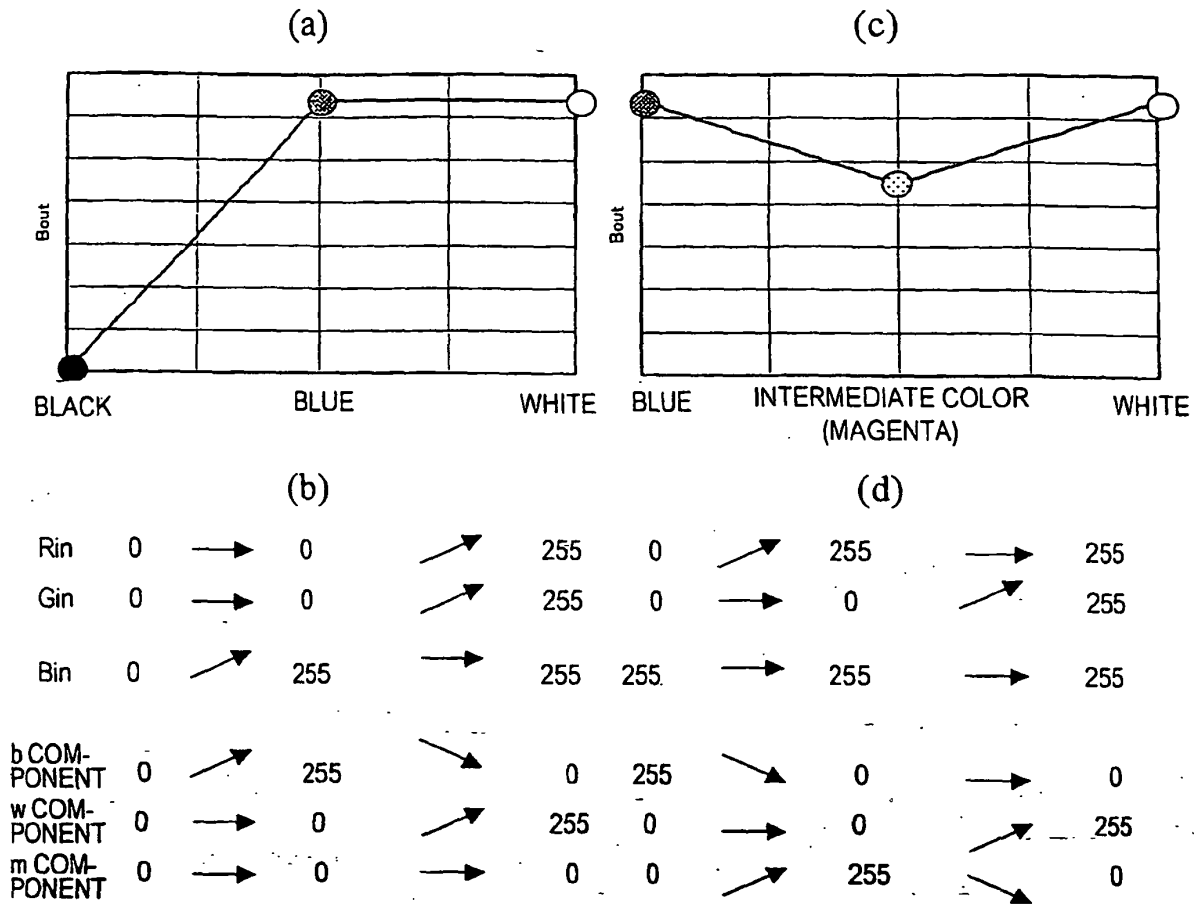 (a)
(c)
Bout
Bout
BLACK BLUE WHITE BLUE INTERMEDIATE COLOR WHITE
(MAGENTA)
(b)
(d)
Rin 0 0 255 0 255 255
Gin 0 0 255 0 0 255
Bin 0 255 255 255 255 255
b COM-
PONENT 0 255 0 255 0 0
w COM-
PONENT 0 0 255 0 0 255
m COM-
PONENT 0 0 0 0 255 0